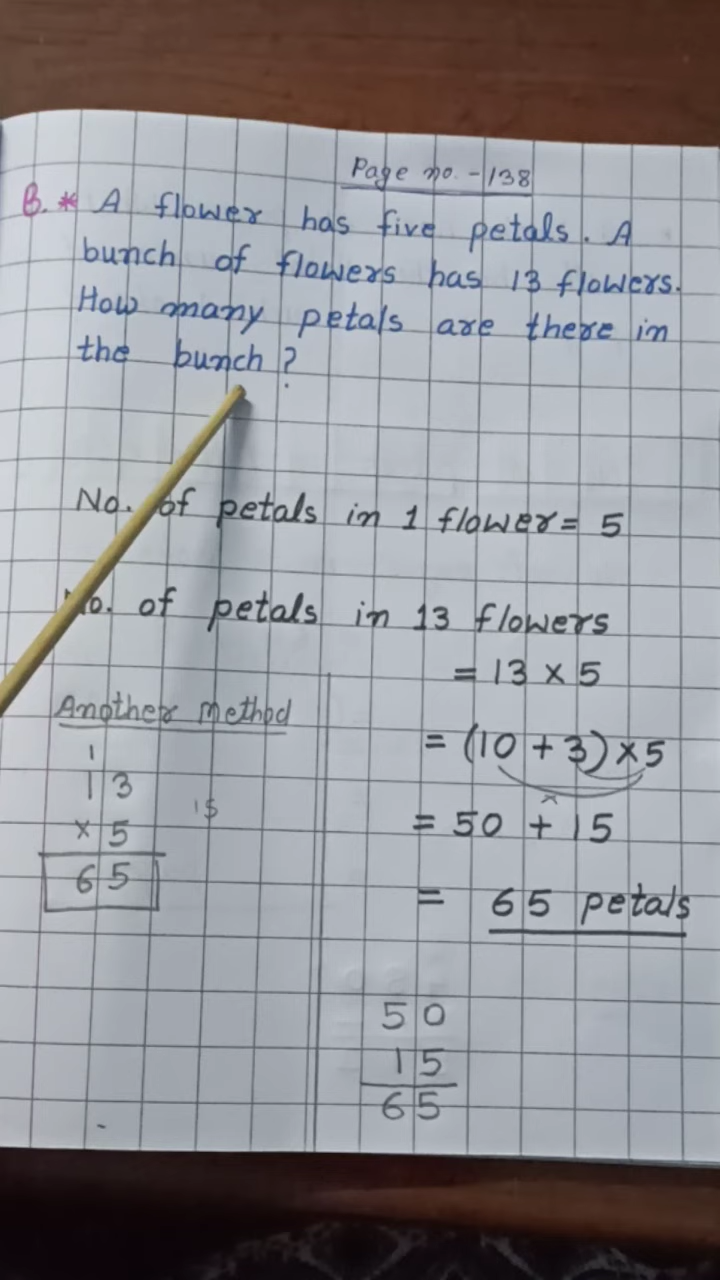 Page no. - 138
B. * A flower has five petals. A
bunch of flowers has 13 flowers.
How many petals are there in
the bunch?
No. of petals in 1 flower = 5
No. of petals in 13 flowers
= 13 × 5
= (10 + 3) × 5
= 50 + 15
= 65 petals
Another method
1
13
× 5
65
15
50
15
65